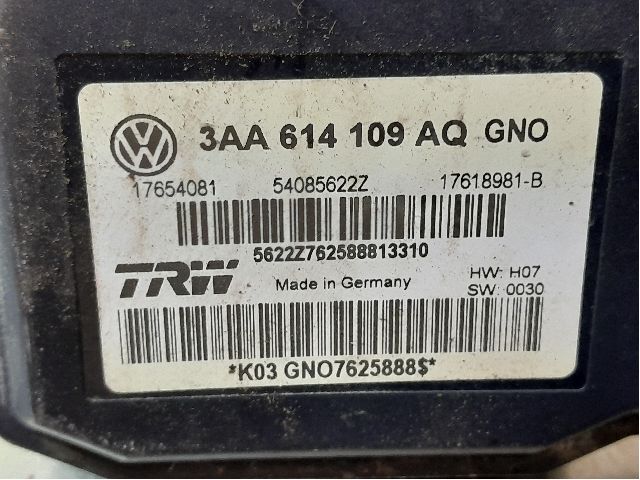 3AA 614 109 AQ GNO
17654081 54085622Z 17618981-B
5622Z762588813310
TRW Made in Germany HW: H07
SW: 0030
*K03 GNO7625888$*